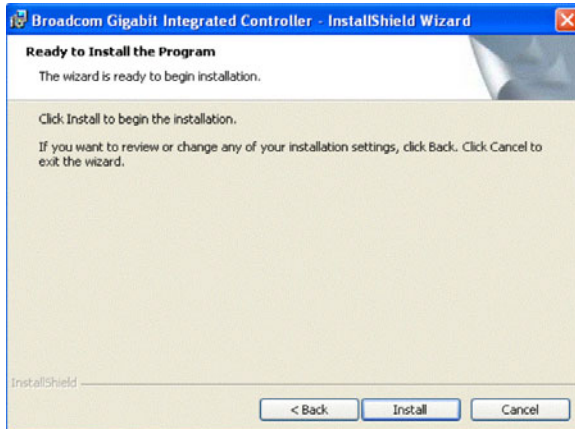 Broadcom Gigabit Integrated Controller - InstallShield Wizard
Ready to Install the Program
The wizard is ready to begin installation.
Click Install to begin the installation.
If you want to review or change any of your installation settings, click Back. Click Cancel to
exit the wizard.
InstallShield
< Back Install Cancel